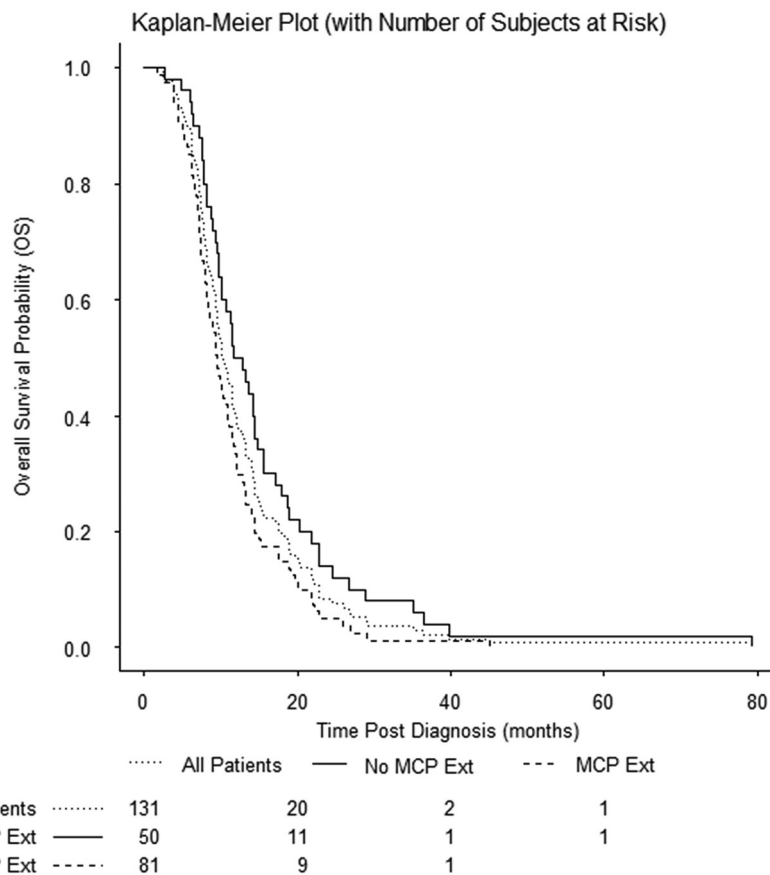 Kaplan-Meier Plot (with Number of Subjects at Risk)
Overall Survival Probability (OS)
1.0
0.8
0.6
0.4
0.2
0.0
0 20 40 60 80
Time Post Diagnosis (months)
All Patients No MCP Ext MCP Ext
ents 131 20 2 1
P Ext 50 11 1 1
P Ext 81 9 1